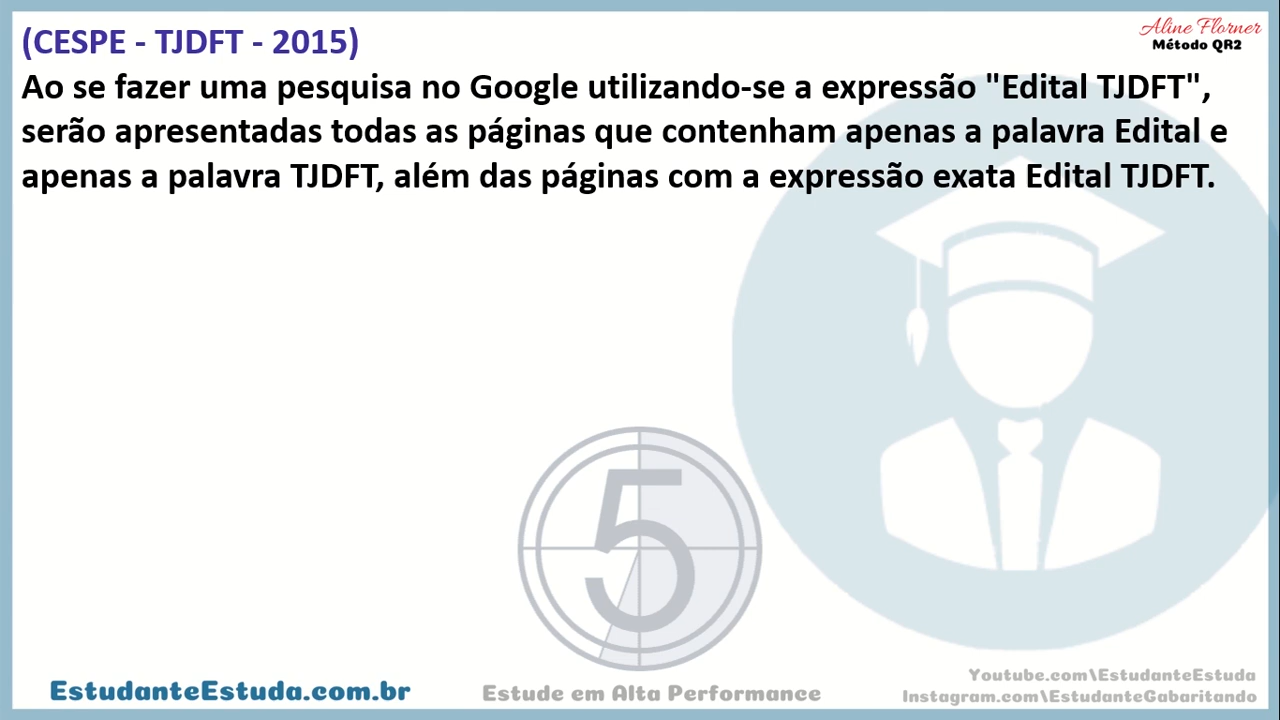 (CESPE - TJDFT - 2015)
Aline Florner
Método QR2
Ao se fazer uma pesquisa no Google utilizando-se a expressão "Edital TJDFT",
serão apresentadas todas as páginas que contenham apenas a palavra Edital e
apenas a palavra TJDFT, além das páginas com a expressão exata Edital TJDFT.
5
EstudanteEstuda.com.br
Estude em Alta Performance
Youtube.com\EstudanteEstuda
Instagram.com\EstudanteGabaritando